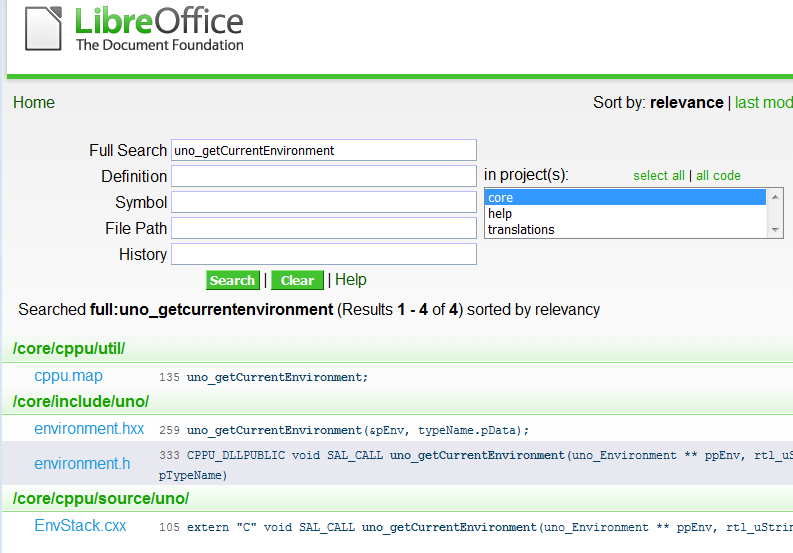 LibreOffice
The Document Foundation
Home
Sort by: relevance | last mod
Full Search uno_getCurrentEnvironment
Definition
in project(s): select all | all code
Symbol
core
File Path
help
translations
History
Search | Clear | Help
Searched full:uno_getcurrentenvironment (Results 1 - 4 of 4) sorted by relevancy
/core/cppu/util/
cppu.map 135 uno_getCurrentEnvironment;
/core/include/uno/
environment.hxx 259 uno_getCurrentEnvironment(&pEnv, typeName.pData);
environment.h 333 CPPU_DLLPUBLIC void SAL_CALL uno_getCurrentEnvironment(uno_Environment ** ppEnv, rtl_uS
pTypeName)
/core/cppu/source/uno/
EnvStack.cxx 105 extern "C" void SAL_CALL uno_getCurrentEnvironment(uno_Environment ** ppEnv, rtl_uStrin